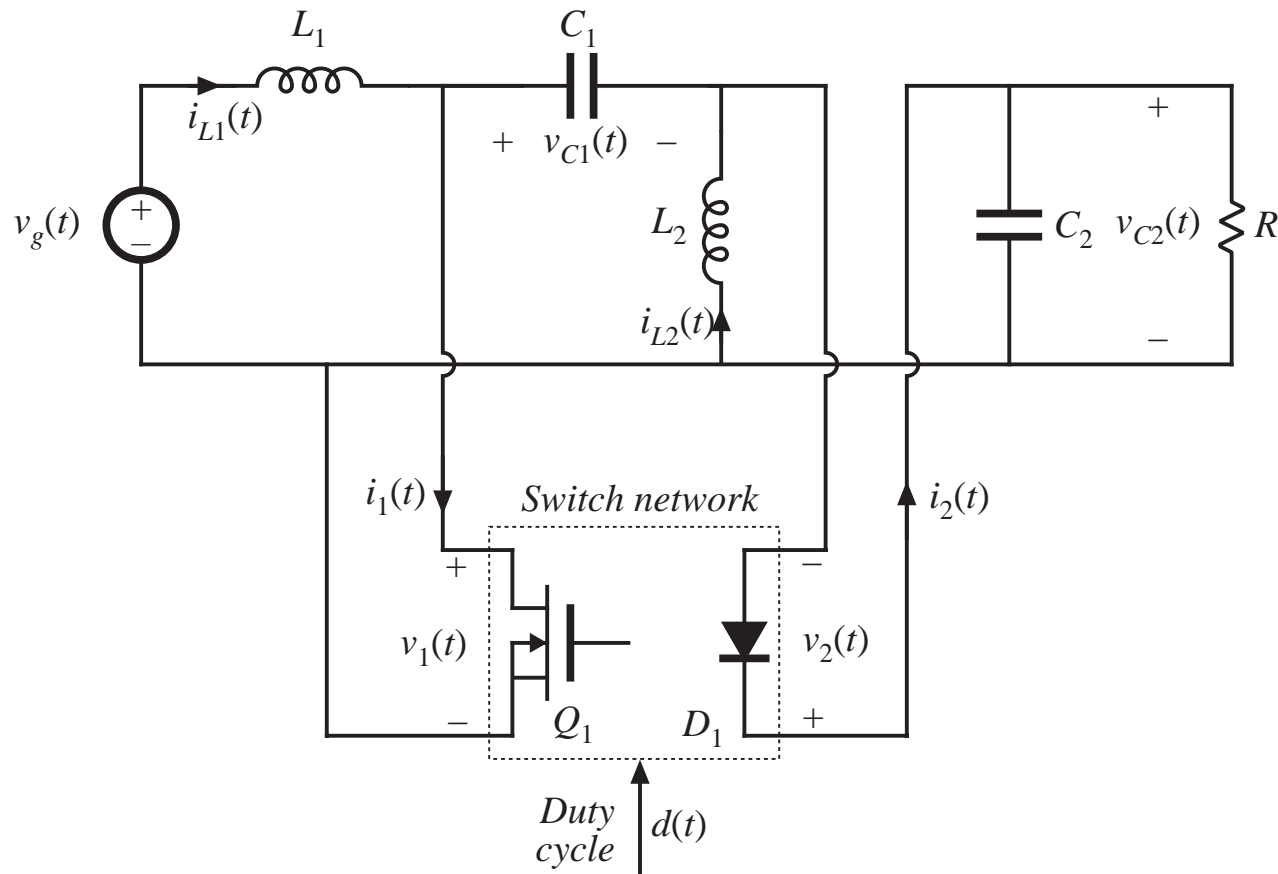 L1
C1
iL1(t)
+ vC1(t) −
vg(t)
+
−
L2
iL2(t)
C2
+
vC2(t)
−
R
i1(t)
Switch network
i2(t)
+
v1(t)
−
Q1
D1
−
v2(t)
+
Duty
cycle
d(t)